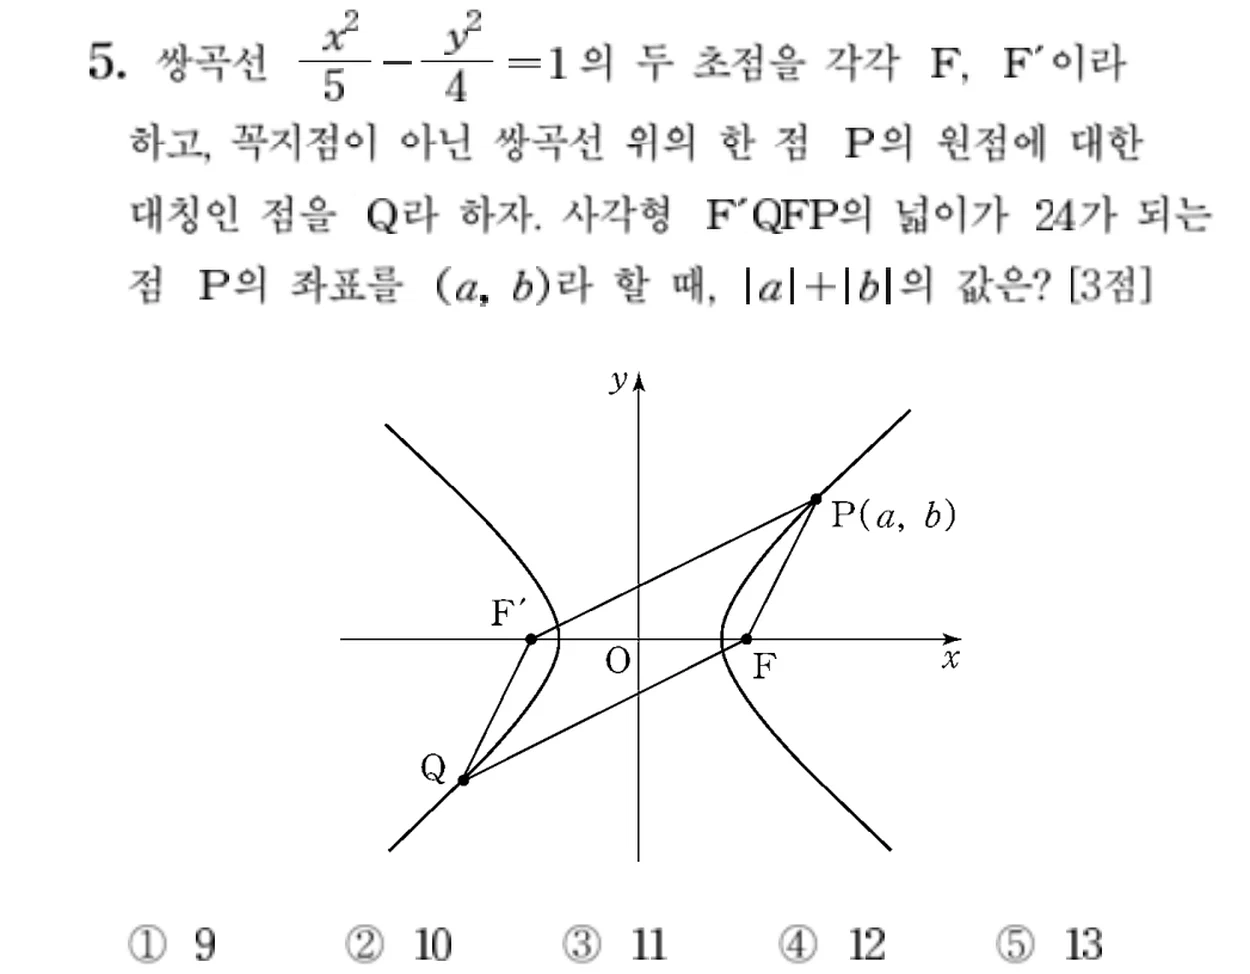 5. 쌍곡선 x²/5 − y²/4 = 1의 두 초점을 각각 F, F′이라
하고, 꼭지점이 아닌 쌍곡선 위의 한 점 P의 원점에 대한
대칭인 점을 Q라 하자. 사각형 F′QFP의 넓이가 24가 되는
점 P의 좌표를 (a, b)라 할 때, |a|+|b|의 값은? [3점]
y
P(a, b)
F′
O
F
x
Q
① 9 ② 10 ③ 11 ④ 12 ⑤ 13